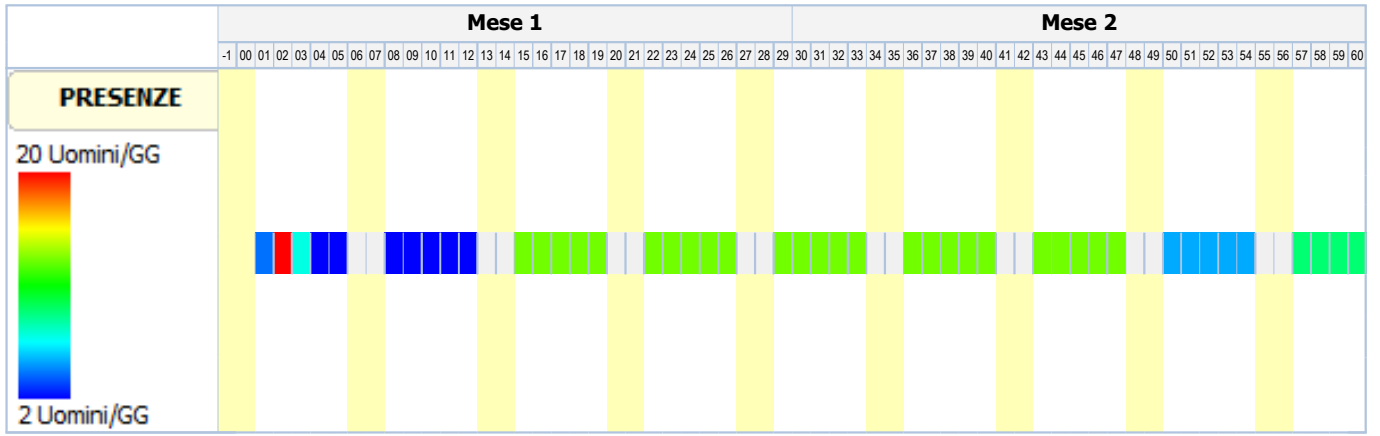 Mese 1 Mese 2
-1 00 01 02 03 04 05 06 07 08 09 10 11 12 13 14 15 16 17 18 19 20 21 22 23 24 25 26 27 28 29 30 31 32 33 34 35 36 37 38 39 40 41 42 43 44 45 46 47 48 49 50 51 52 53 54 55 56 57 58 59 60
PRESENZE
20 Uomini/GG
2 Uomini/GG